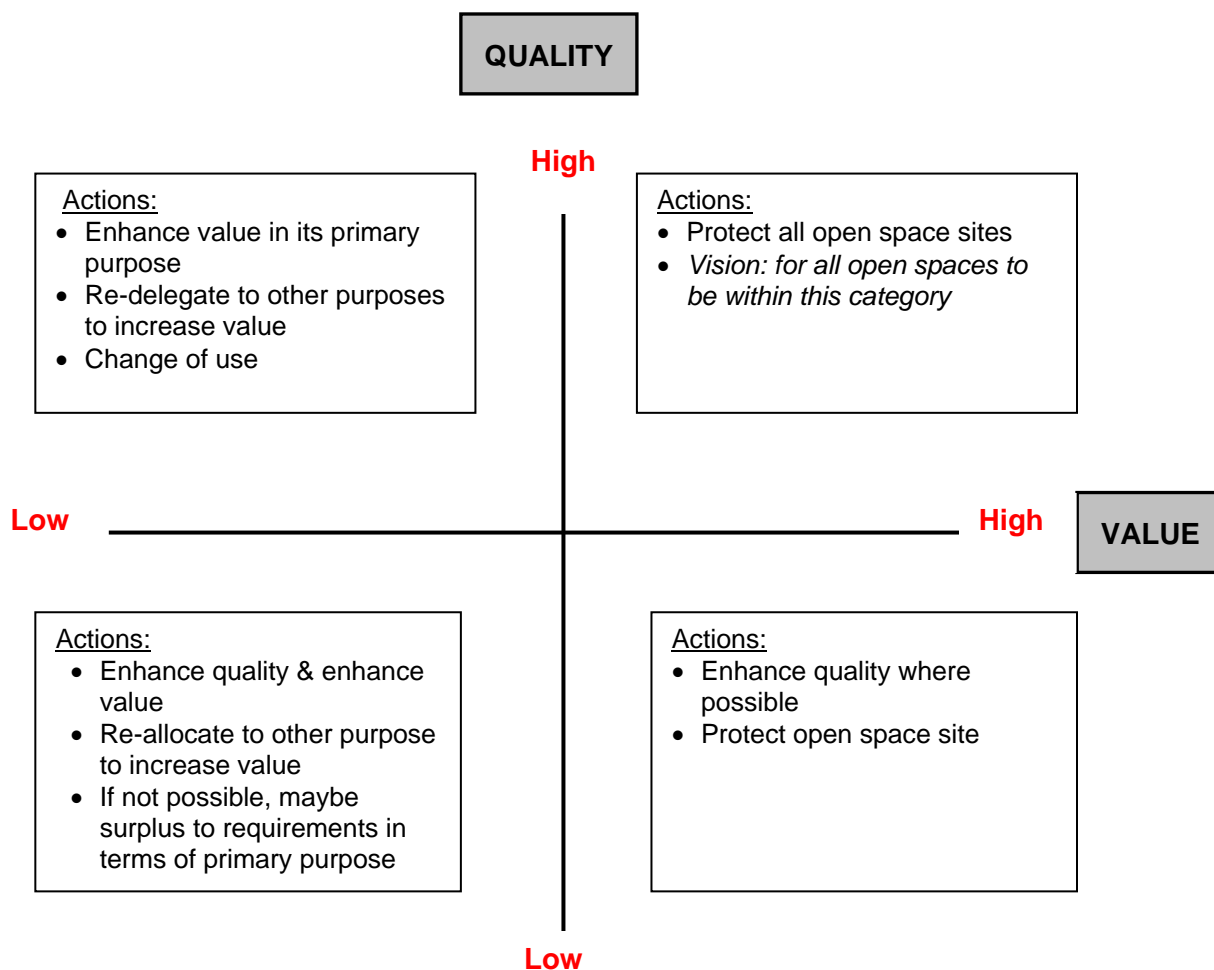 QUALITY
High
Actions:
• Enhance value in its primary
purpose
• Re-delegate to other purposes
to increase value
• Change of use
Actions:
• Protect all open space sites
• Vision: for all open spaces to
be within this category
Low
High
VALUE
Actions:
• Enhance quality & enhance
value
• Re-allocate to other purpose
to increase value
• If not possible, maybe
surplus to requirements in
terms of primary purpose
Actions:
• Enhance quality where
possible
• Protect open space site
Low